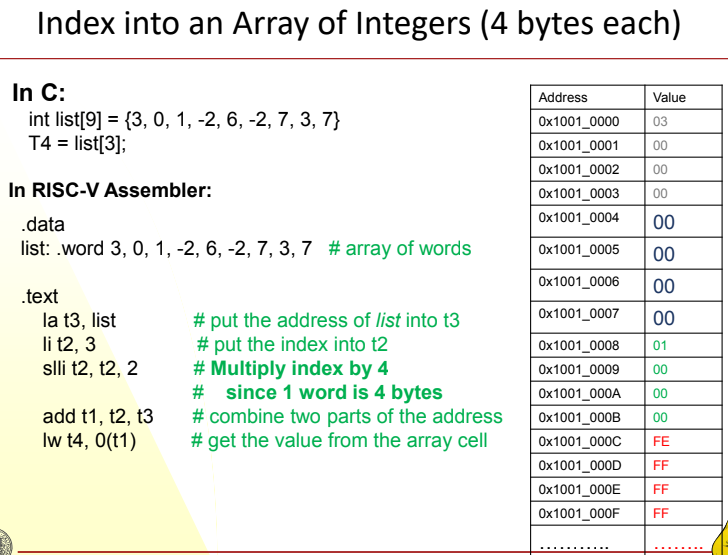 Index into an Array of Integers (4 bytes each)
In C:
int list[9] = {3, 0, 1, -2, 6, -2, 7, 3, 7}
T4 = list[3];
In RISC-V Assembler:
.data
list: .word 3, 0, 1, -2, 6, -2, 7, 3, 7 # array of words
.text
la t3, list # put the address of list into t3
li t2, 3 # put the index into t2
slli t2, t2, 2 # Multiply index by 4
# since 1 word is 4 bytes
add t1, t2, t3 # combine two parts of the address
lw t4, 0(t1) # get the value from the array cell
Address Value
0x1001_0000 03
0x1001_0001 00
0x1001_0002 00
0x1001_0003 00
0x1001_0004 00
0x1001_0005 00
0x1001_0006 00
0x1001_0007 00
0x1001_0008 01
0x1001_0009 00
0x1001_000A 00
0x1001_000B 00
0x1001_000C FE
0x1001_000D FF
0x1001_000E FF
0x1001_000F FF
........... ........